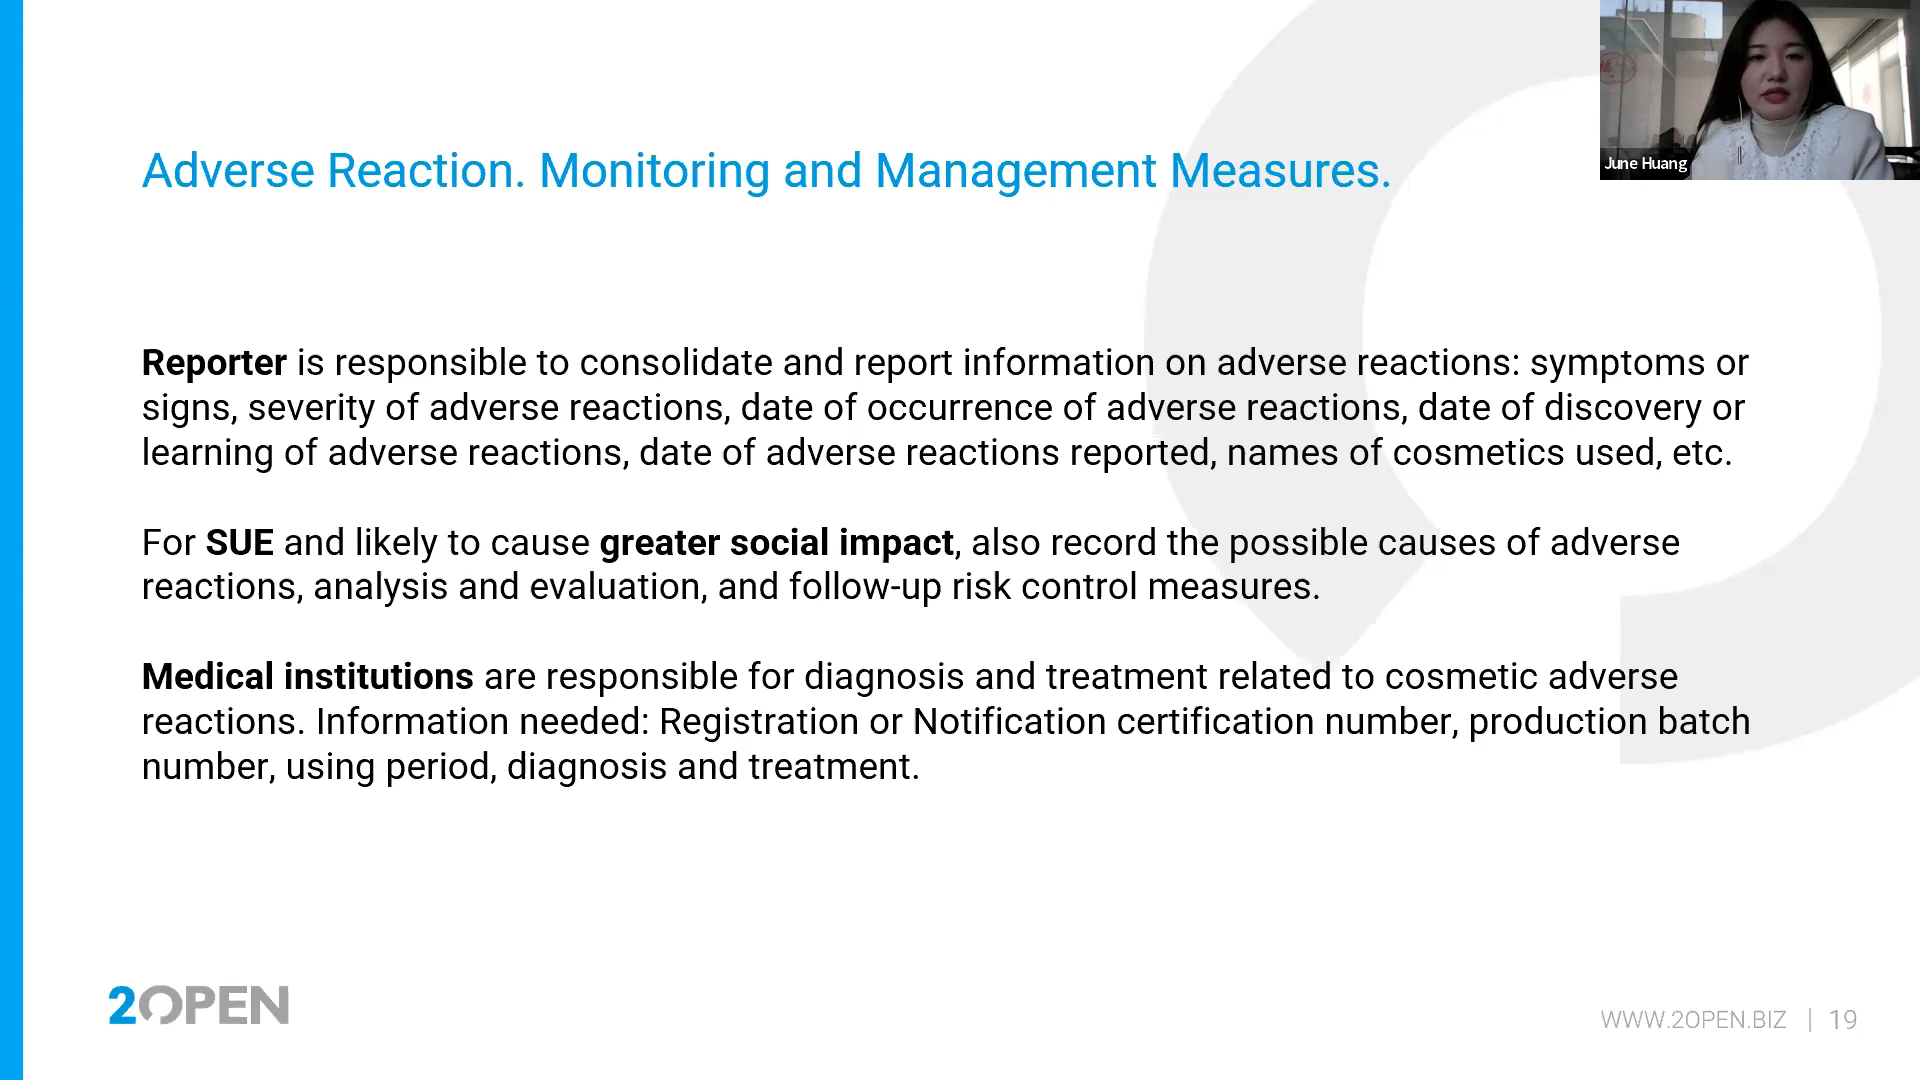 June Huang
Adverse Reaction. Monitoring and Management Measures.
Reporter is responsible to consolidate and report information on adverse reactions: symptoms or
signs, severity of adverse reactions, date of occurrence of adverse reactions, date of discovery or
learning of adverse reactions, date of adverse reactions reported, names of cosmetics used, etc.
For SUE and likely to cause greater social impact, also record the possible causes of adverse
reactions, analysis and evaluation, and follow-up risk control measures.
Medical institutions are responsible for diagnosis and treatment related to cosmetic adverse
reactions. Information needed: Registration or Notification certification number, production batch
number, using period, diagnosis and treatment.
2OPEN
WWW.2OPEN.BIZ | 19